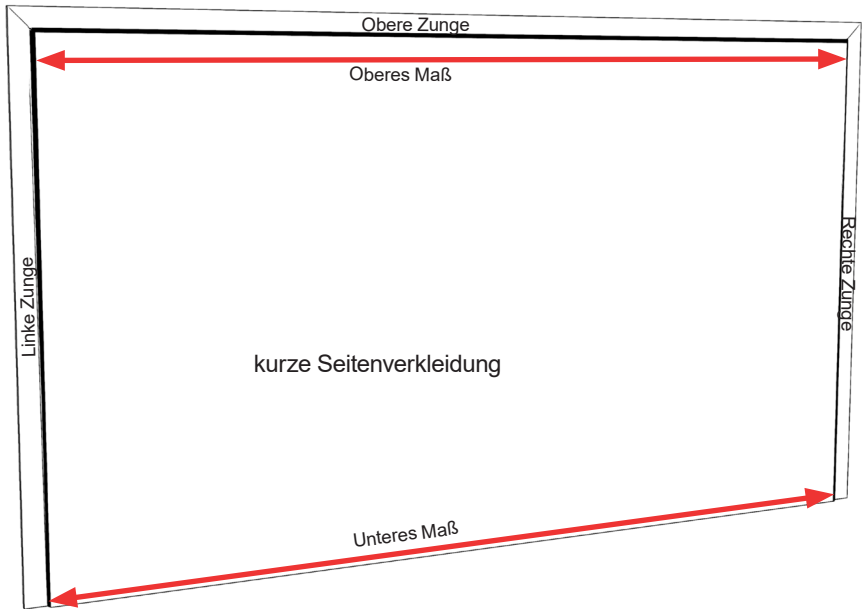 Obere Zunge
Oberes Maß
Linke Zunge
Rechte Zunge
kurze Seitenverkleidung
Unteres Maß